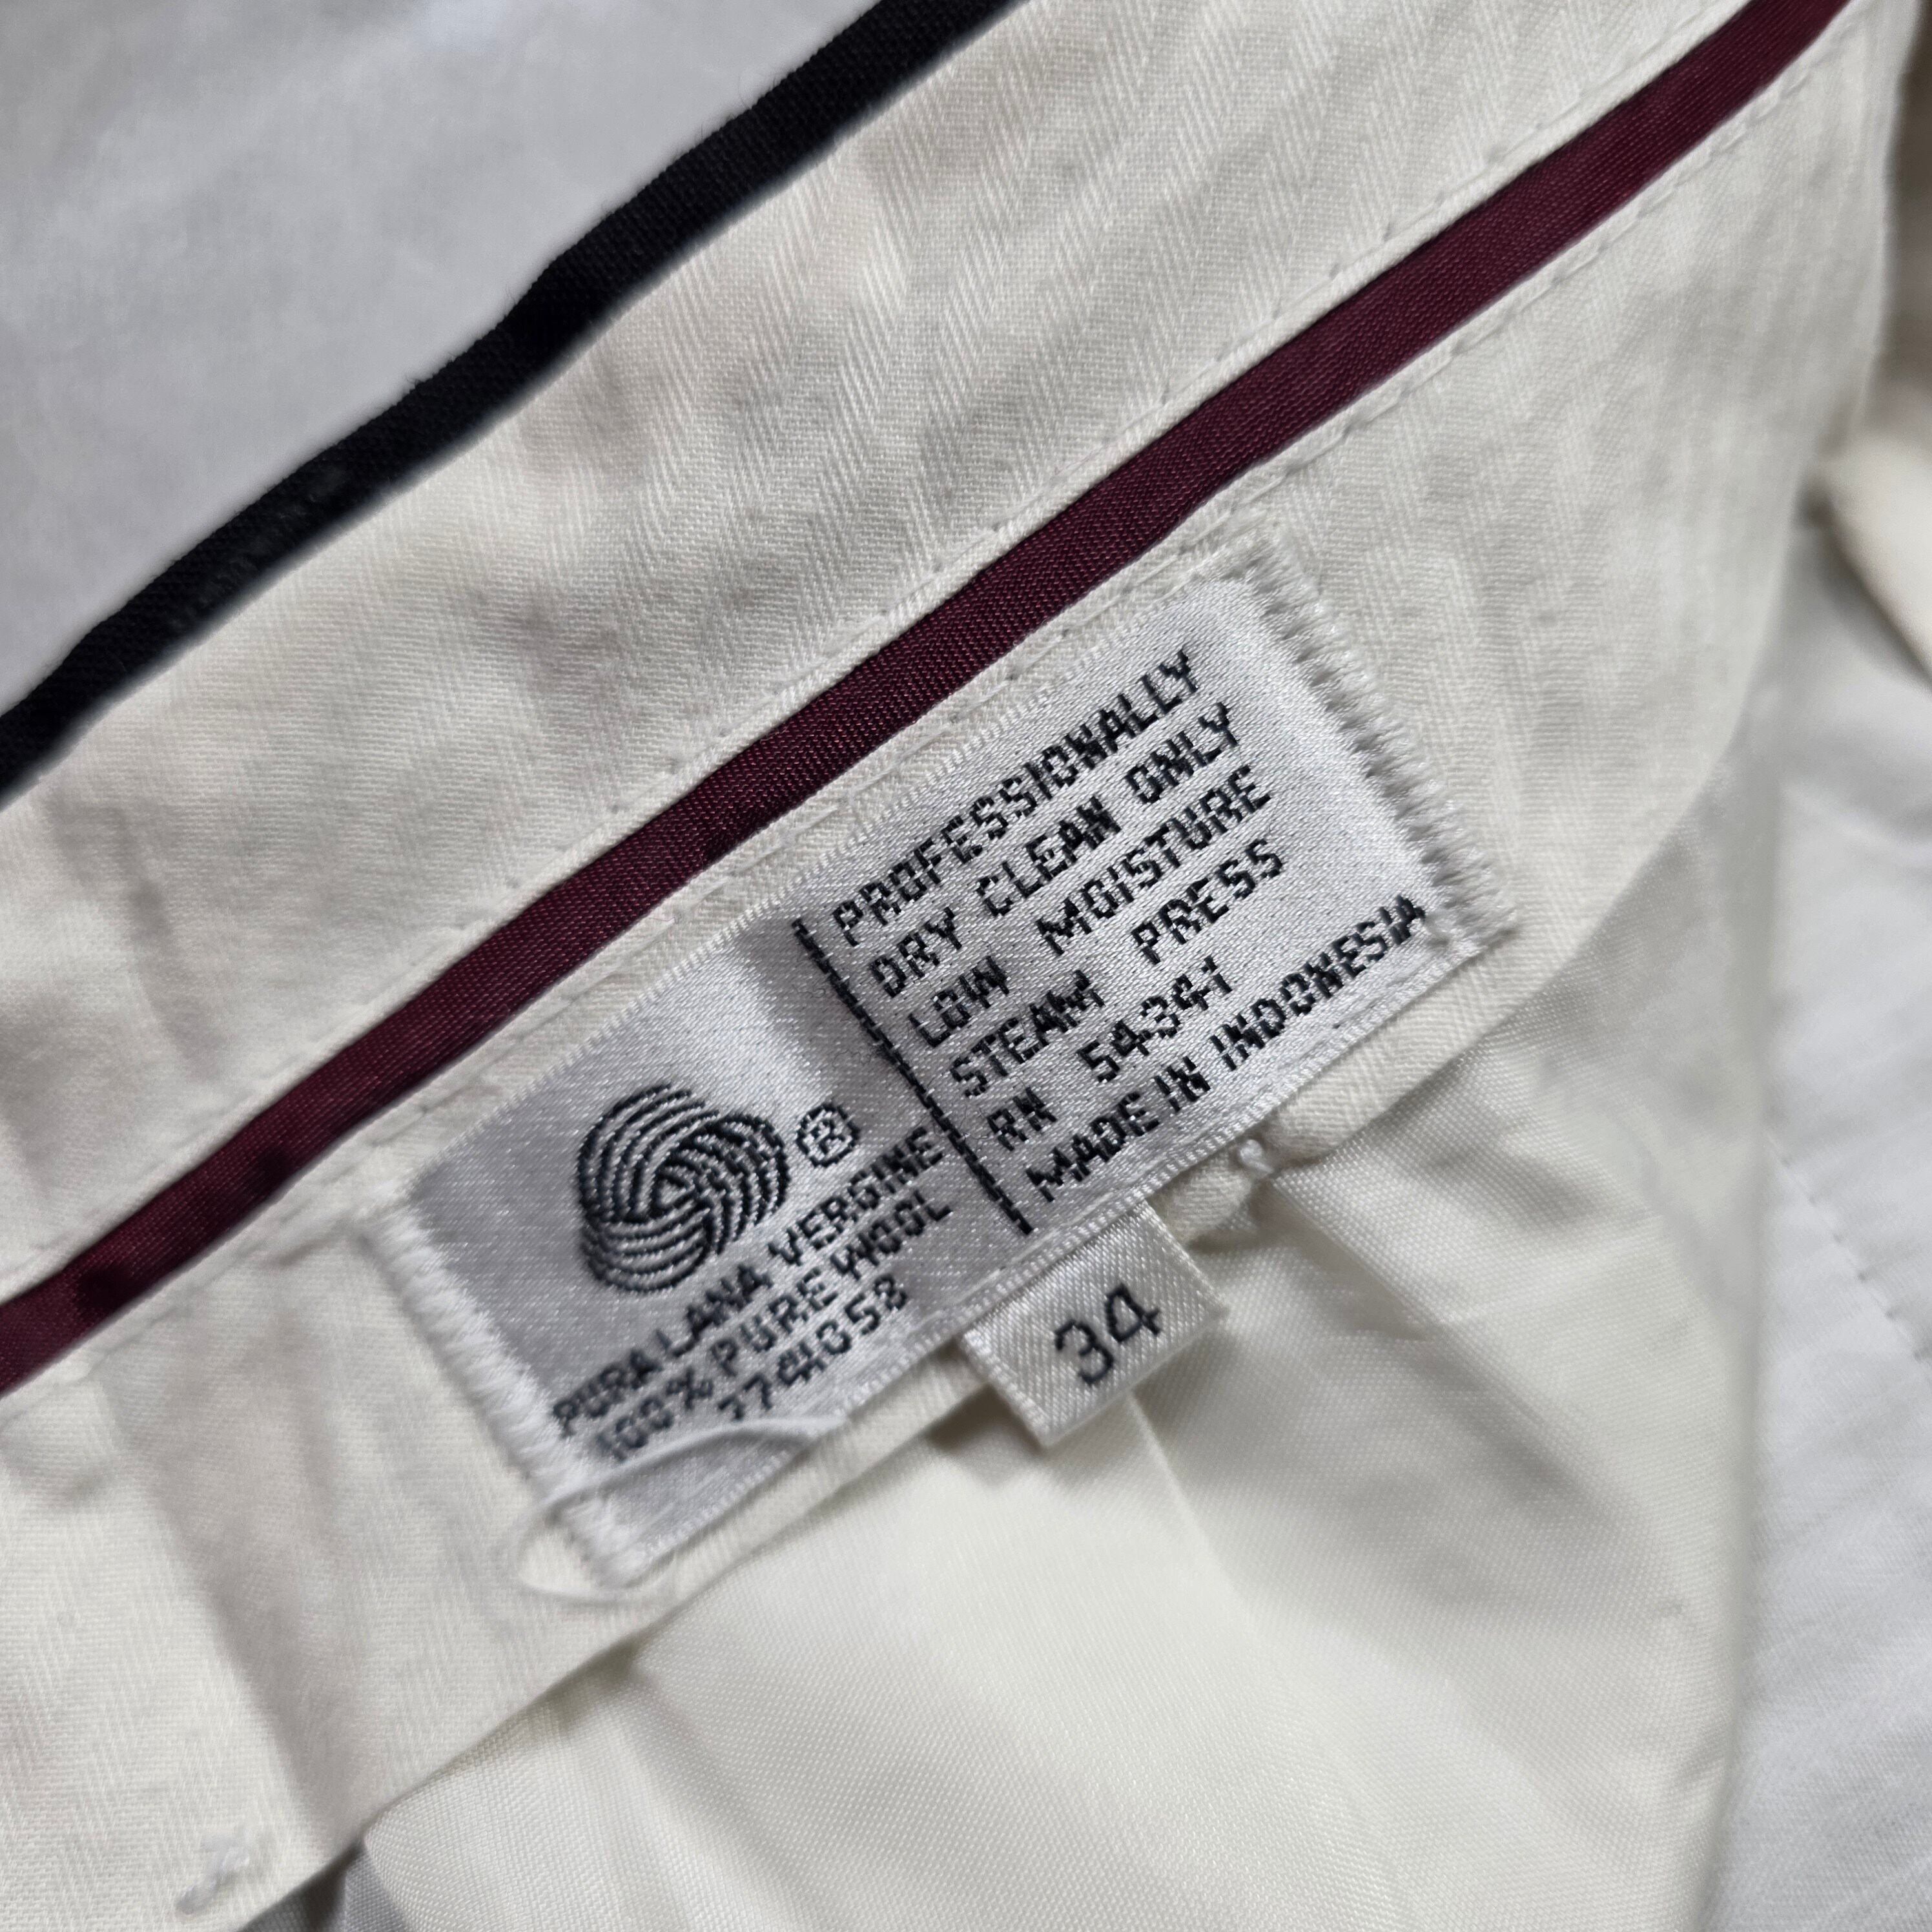 PROFESSIONALLY
DRY CLEAN ONLY
LOW MOISTURE
STEAM PRESS
RN 54341
MADE IN INDONESIA
®
PURA LANA VERGINE
100% PURE WOOL
7741058
34